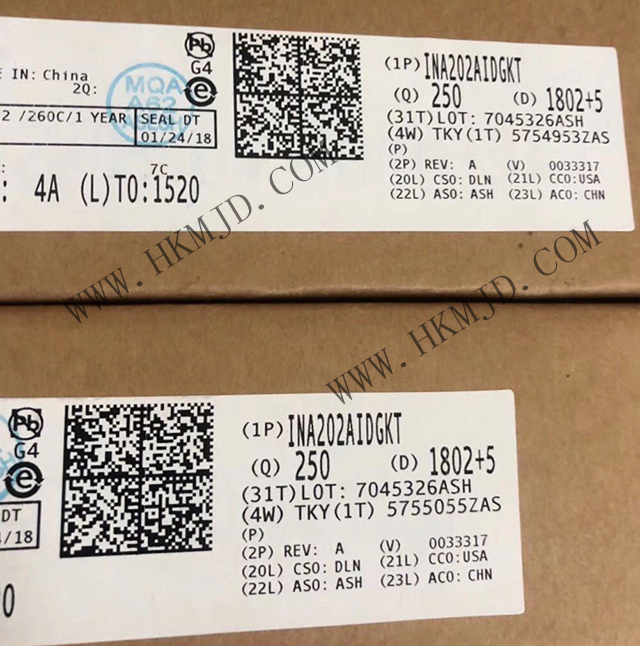 Pb
G4
e
E IN: China
2Q:
MQA
A62
2 /260C/1 YEAR
SEAL DT
01/24/18
7C
: 4A (L)TO:1520
(1P) INA202AIDGKT
(Q) 250 (D) 1802+5
(31T)LOT: 7045326ASH
(4W) TKY(1T) 5754953ZAS
(P)
(2P) REV: A (V) 0033317
(20L) CSO: DLN (21L) CCO:USA
(22L) ASO: ASH (23L) ACO: CHN
WWW.HKMJD.COM
WWW.HKMJD.COM
Pb
G4
e
DT
/18
0
(1P) INA202AIDGKT
(Q) 250 (D) 1802+5
(31T)LOT: 7045326ASH
(4W) TKY(1T) 5755055ZAS
(P)
(2P) REV: A (V) 0033317
(20L) CSO: DLN (21L) CCO:USA
(22L) ASO: ASH (23L) ACO: CHN